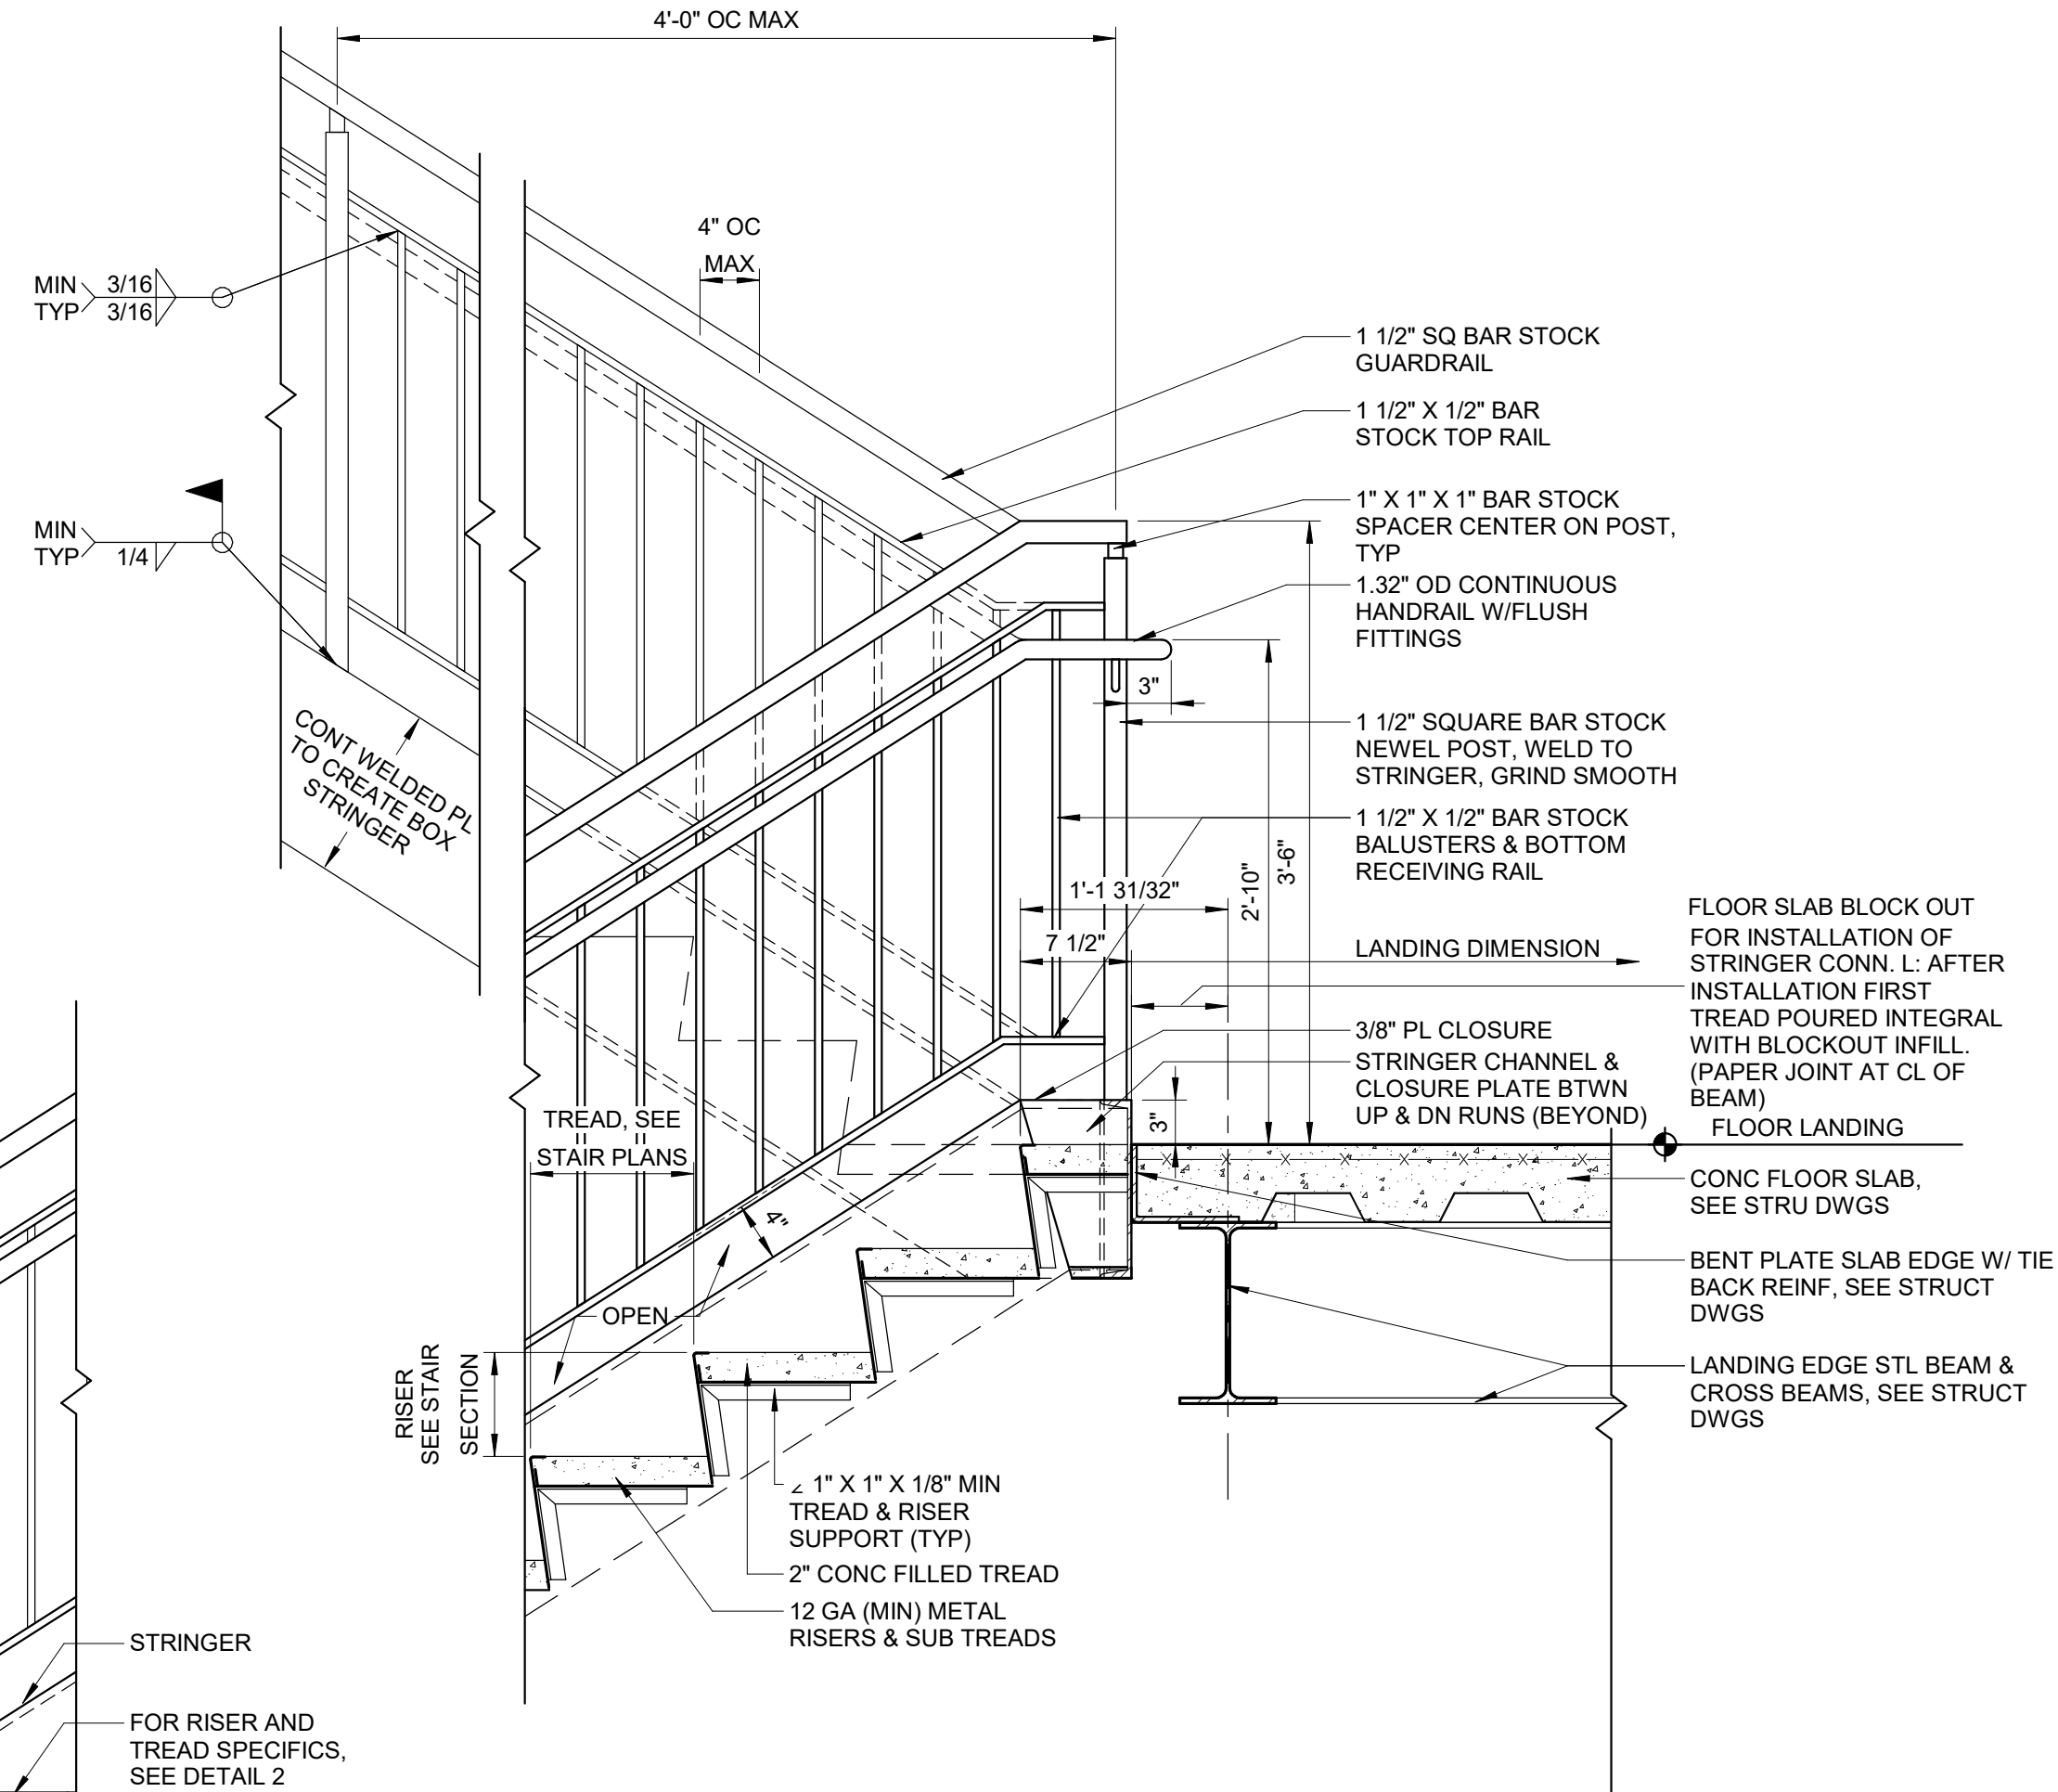 4'-0" OC MAX
4" OC
MAX
MIN
TYP
3/16
3/16
MIN
TYP
1/4
CONT WELDED PL
TO CREATE BOX
STRINGER
1 1/2" SQ BAR STOCK
GUARDRAIL
1 1/2" X 1/2" BAR
STOCK TOP RAIL
1" X 1" X 1" BAR STOCK
SPACER CENTER ON POST,
TYP
1.32" OD CONTINUOUS
HANDRAIL W/FLUSH
FITTINGS
3"
1 1/2" SQUARE BAR STOCK
NEWEL POST, WELD TO
STRINGER, GRIND SMOOTH
1 1/2" X 1/2" BAR STOCK
BALUSTERS & BOTTOM
RECEIVING RAIL
2'-10"
3'-6"
1'-1 31/32"
7 1/2"
LANDING DIMENSION
FLOOR SLAB BLOCK OUT
FOR INSTALLATION OF
STRINGER CONN. L: AFTER
INSTALLATION FIRST
TREAD POURED INTEGRAL
WITH BLOCKOUT INFILL.
(PAPER JOINT AT CL OF
BEAM)
3/8" PL CLOSURE
STRINGER CHANNEL &
CLOSURE PLATE BTWN
UP & DN RUNS (BEYOND)
3"
FLOOR LANDING
CONC FLOOR SLAB,
SEE STRU DWGS
BENT PLATE SLAB EDGE W/ TIE
BACK REINF, SEE STRUCT
DWGS
LANDING EDGE STL BEAM &
CROSS BEAMS, SEE STRUCT
DWGS
TREAD, SEE
STAIR PLANS
4"
OPEN
RISER
SEE STAIR
SECTION
1" X 1" X 1/8" MIN
TREAD & RISER
SUPPORT (TYP)
2" CONC FILLED TREAD
12 GA (MIN) METAL
RISERS & SUB TREADS
STRINGER
FOR RISER AND
TREAD SPECIFICS,
SEE DETAIL 2